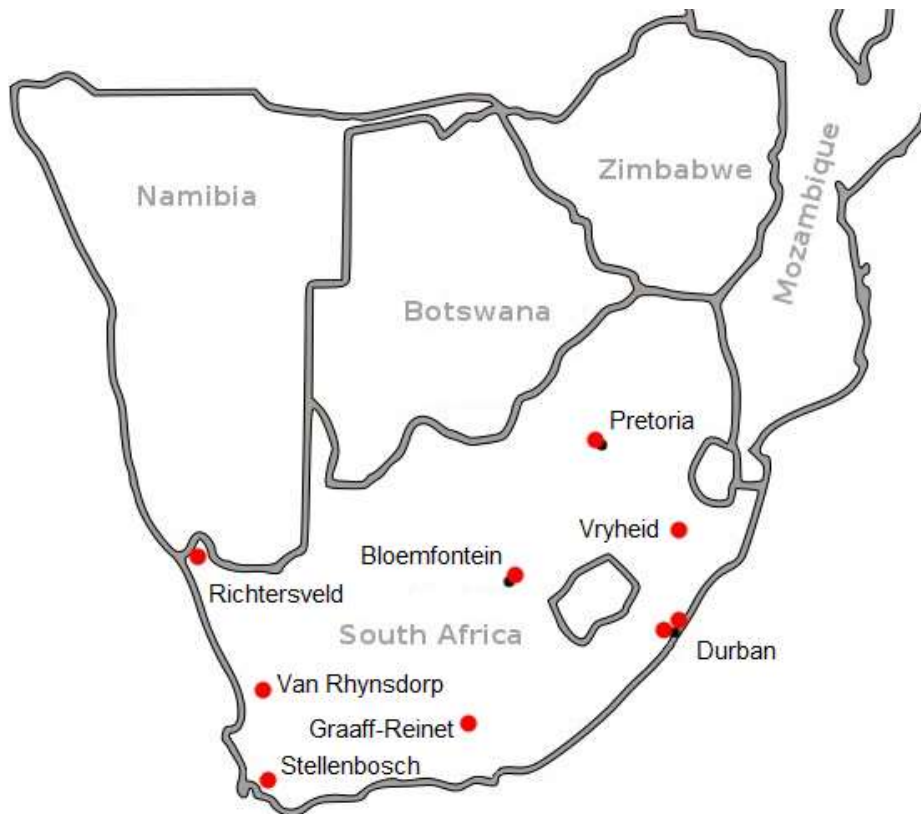 Zimbabwe
Namibia
Mozambique
Botswana
Pretoria
Vryheid
Bloemfontein
Richtersveld
South Africa
Durban
Van Rhynsdorp
Graaff-Reinet
Stellenbosch